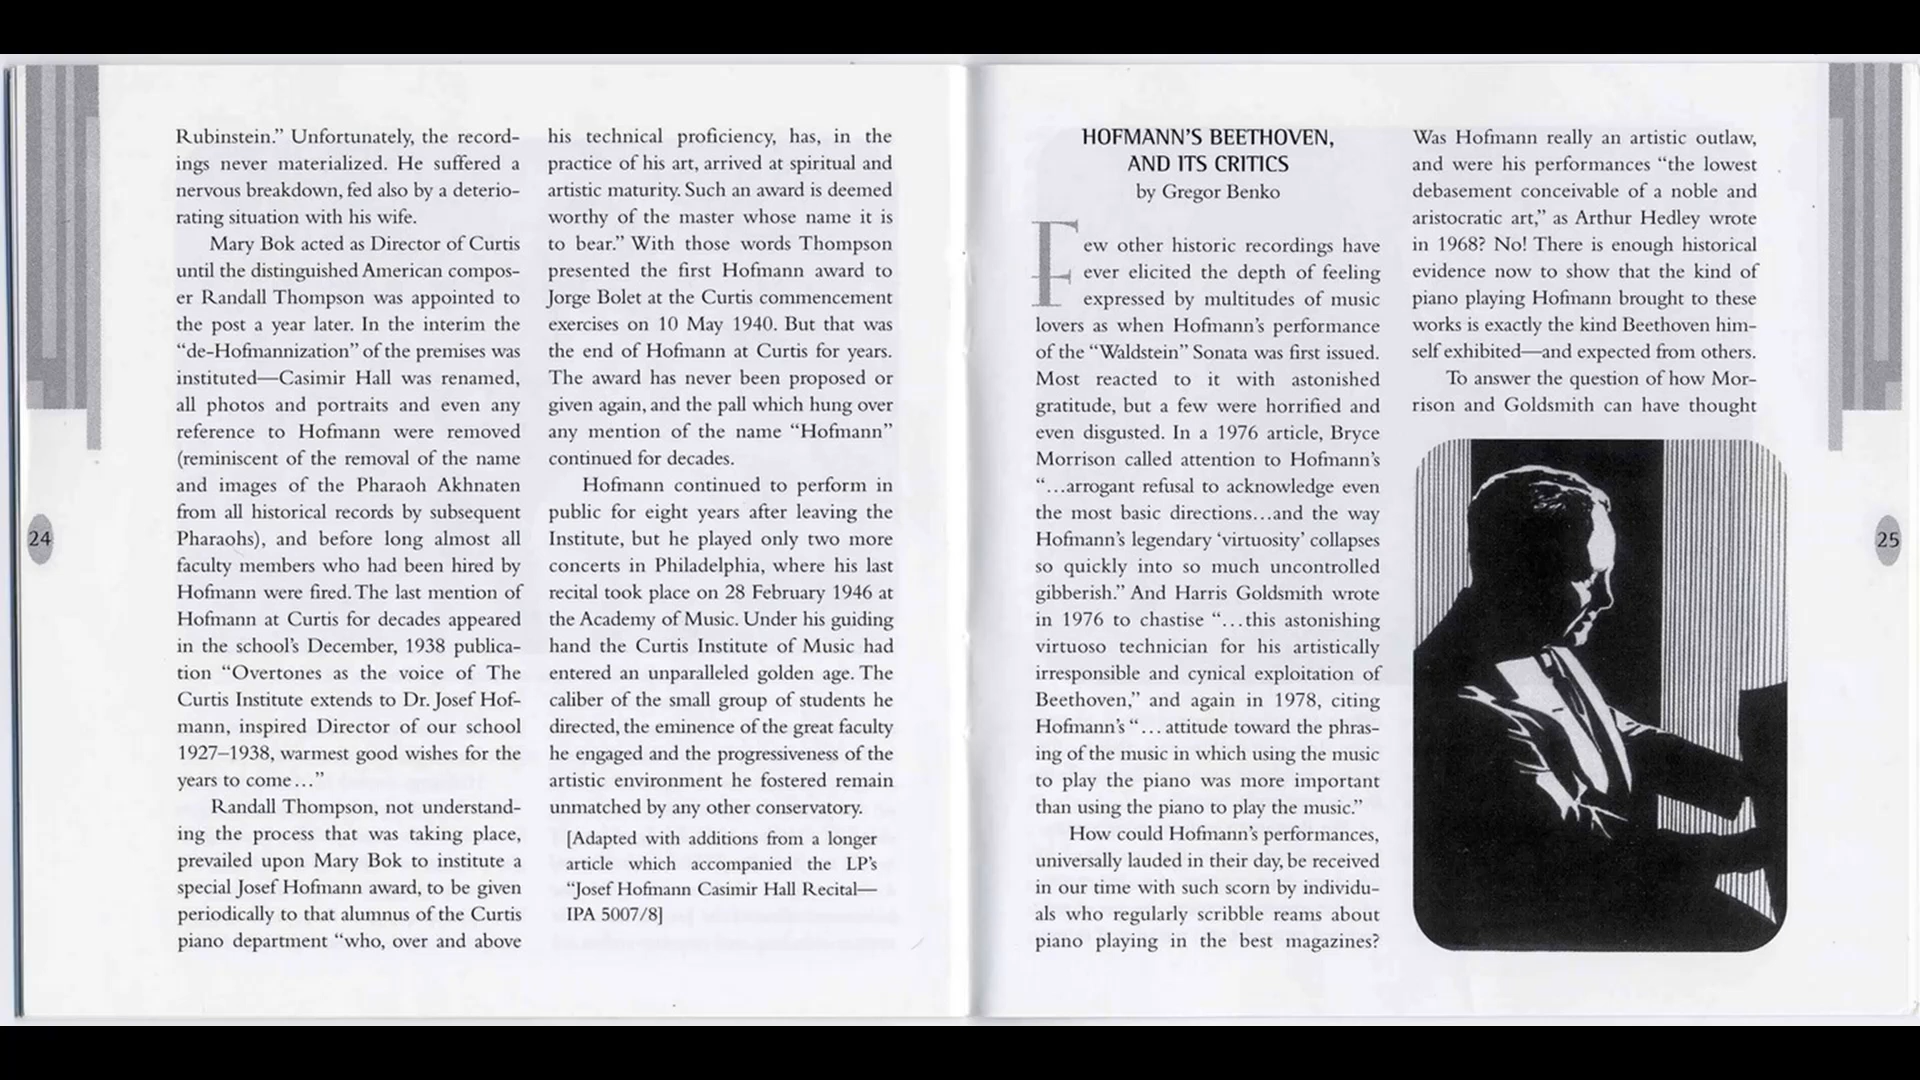 Rubinstein.” Unfortunately, the record-
ings never materialized. He suffered a
nervous breakdown, fed also by a deterio-
rating situation with his wife.
Mary Bok acted as Director of Curtis
until the distinguished American compos-
er Randall Thompson was appointed to
the post a year later. In the interim the
“de-Hofmannization” of the premises was
instituted—Casimir Hall was renamed,
all photos and portraits and even any
reference to Hofmann were removed
(reminiscent of the removal of the name
and images of the Pharaoh Akhnaten
from all historical records by subsequent
Pharaohs), and before long almost all
faculty members who had been hired by
Hofmann were fired. The last mention of
Hofmann at Curtis for decades appeared
in the school’s December, 1938 publica-
tion “Overtones as the voice of The
Curtis Institute extends to Dr. Josef Hof-
mann, inspired Director of our school
1927–1938, warmest good wishes for the
years to come…”
Randall Thompson, not understand-
ing the process that was taking place,
prevailed upon Mary Bok to institute a
special Josef Hofmann award, to be given
periodically to that alumnus of the Curtis
piano department “who, over and above
24
his technical proficiency, has, in the
practice of his art, arrived at spiritual and
artistic maturity. Such an award is deemed
worthy of the master whose name it is
to bear.” With those words Thompson
presented the first Hofmann award to
Jorge Bolet at the Curtis commencement
exercises on 10 May 1940. But that was
the end of Hofmann at Curtis for years.
The award has never been proposed or
given again, and the pall which hung over
any mention of the name “Hofmann”
continued for decades.
Hofmann continued to perform in
public for eight years after leaving the
Institute, but he played only two more
concerts in Philadelphia, where his last
recital took place on 28 February 1946 at
the Academy of Music. Under his guiding
hand the Curtis Institute of Music had
entered an unparalleled golden age. The
caliber of the small group of students he
directed, the eminence of the great faculty
he engaged and the progressiveness of the
artistic environment he fostered remain
unmatched by any other conservatory.
[Adapted with additions from a longer
article which accompanied the LP’s
“Josef Hofmann Casimir Hall Recital—
IPA 5007/8]
HOFMANN’S BEETHOVEN,
AND ITS CRITICS
by Gregor Benko
Few other historic recordings have
ever elicited the depth of feeling
expressed by multitudes of music
lovers as when Hofmann’s performance
of the “Waldstein” Sonata was first issued.
Most reacted to it with astonished
gratitude, but a few were horrified and
even disgusted. In a 1976 article, Bryce
Morrison called attention to Hofmann’s
“…arrogant refusal to acknowledge even
the most basic directions…and the way
Hofmann’s legendary ‘virtuosity’ collapses
so quickly into so much uncontrolled
gibberish.” And Harris Goldsmith wrote
in 1976 to chastise “…this astonishing
virtuoso technician for his artistically
irresponsible and cynical exploitation of
Beethoven,” and again in 1978, citing
Hofmann’s “…attitude toward the phras-
ing of the music in which using the music
to play the piano was more important
than using the piano to play the music.”
How could Hofmann’s performances,
universally lauded in their day, be received
in our time with such scorn by individu-
als who regularly scribble reams about
piano playing in the best magazines?
Was Hofmann really an artistic outlaw,
and were his performances “the lowest
debasement conceivable of a noble and
aristocratic art,” as Arthur Hedley wrote
in 1968? No! There is enough historical
evidence now to show that the kind of
piano playing Hofmann brought to these
works is exactly the kind Beethoven him-
self exhibited—and expected from others.
To answer the question of how Mor-
rison and Goldsmith can have thought
25